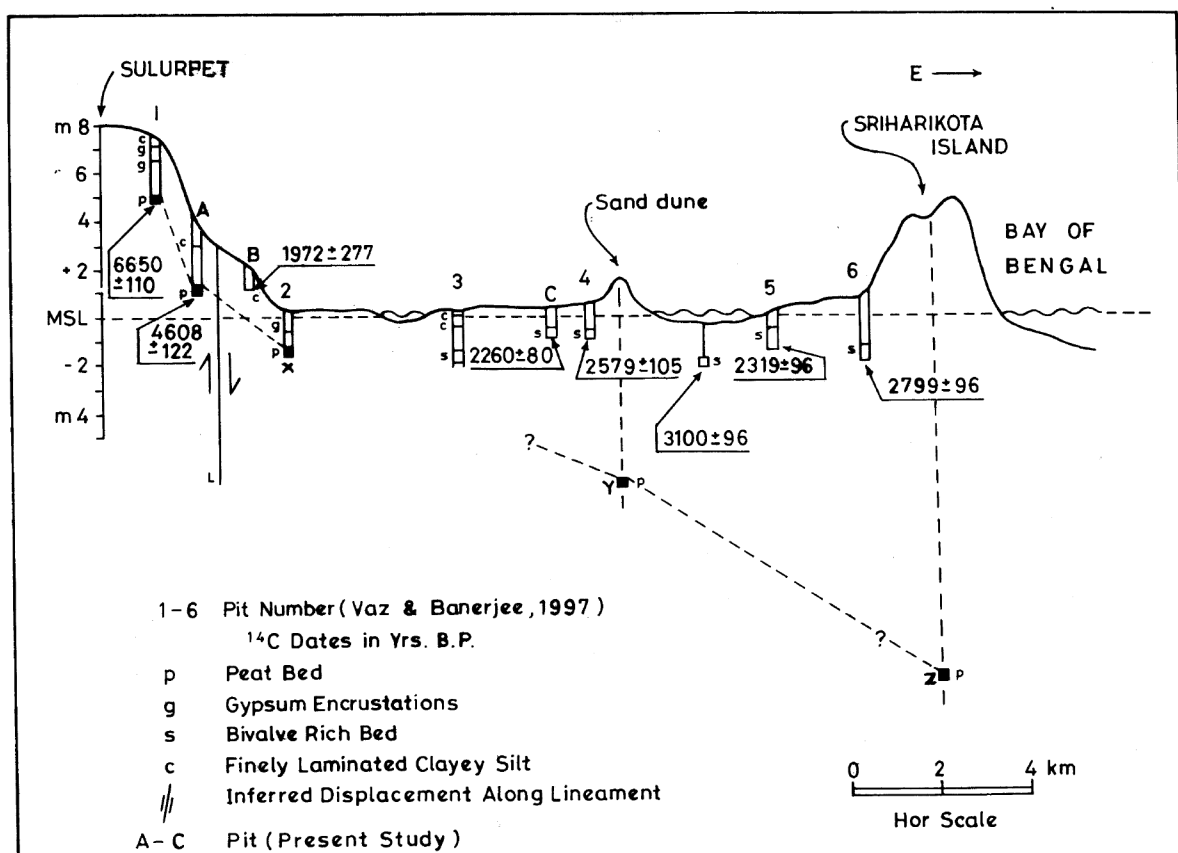 SULURPET
E
SRIHARIKOTA
ISLAND
Sand dune
BAY OF
BENGAL
m 8
6
4
+ 2
MSL
- 2
m 4
1
c
g
g
p
A
c
p
B
c
2
g
p
X
3
c
c
s
C
s
4
s
s
5
s
6
s
6650
±110
4608
±122
1972±277
2260±80
2579±105
3100±96
2319±96
2799±96
L
?
Y
p
?
Z
p
1-6 Pit Number (Vaz & Banerjee, 1997)
14C Dates in Yrs. B.P.
p Peat Bed
g Gypsum Encrustations
s Bivalve Rich Bed
c Finely Laminated Clayey Silt
Inferred Displacement Along Lineament
A-C Pit (Present Study)
0 2 4 km
Hor Scale